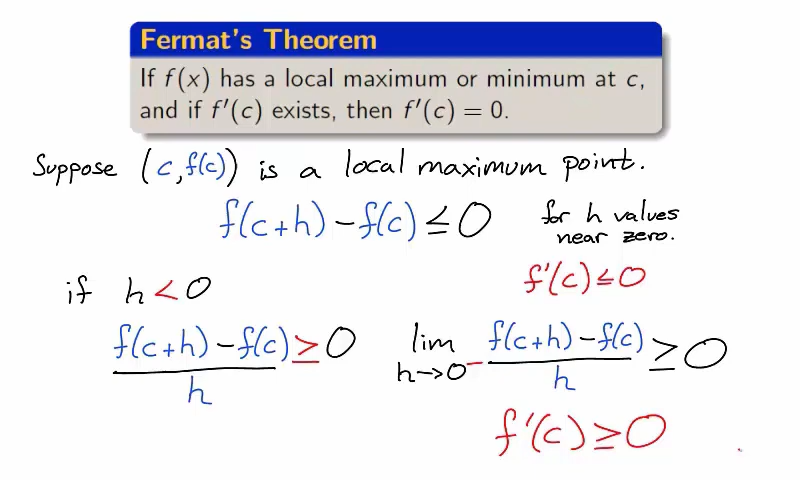 Fermat's Theorem
If f(x) has a local maximum or minimum at c,
and if f′(c) exists, then f′(c) = 0.
Suppose (c, f(c)) is a local maximum point.
f(c+h) − f(c) ≤ 0 for h values
near zero.
f'(c) ≤ 0
if h < 0
f(c+h) − f(c) / h ≥ 0 lim h→0⁻ f(c+h) − f(c) / h ≥ 0
f'(c) ≥ 0